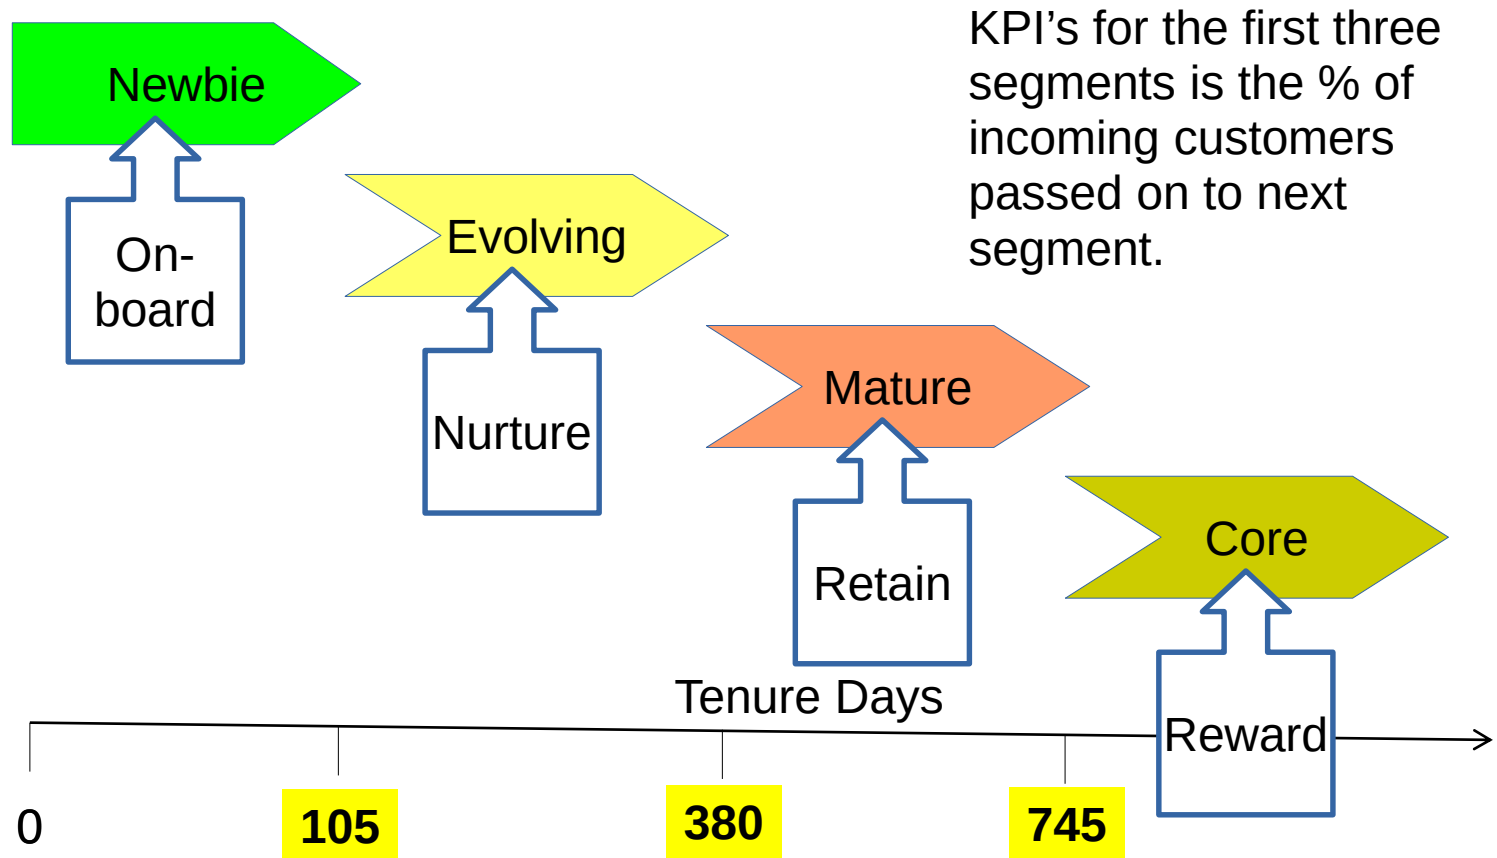 KPI’s for the first three
segments is the % of
incoming customers
passed on to next
segment.
Newbie
On-
board
Evolving
Nurture
Mature
Retain
Core
Reward
Tenure Days
0
105
380
745